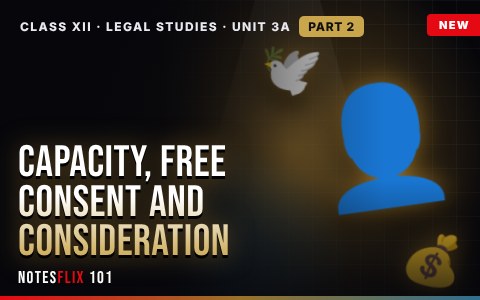 CLASS XII · LEGAL STUDIES · UNIT 3A PART 2
NEW
CAPACITY, FREE
CONSENT AND
CONSIDERATION
NOTESFLIX 101
$